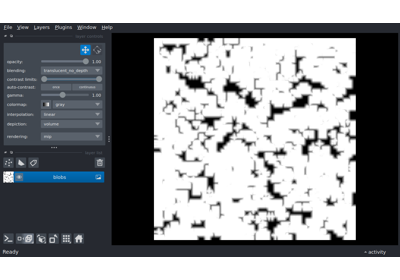 File View Layers Plugins Window Help
opacity: 1.00
blending: translucent_no_depth
contrast limits:
auto-contrast: once continuous
gamma: 1.00
colormap: gray
interpolation: linear
depiction: volume
rendering: mip
blobs
Ready
activity